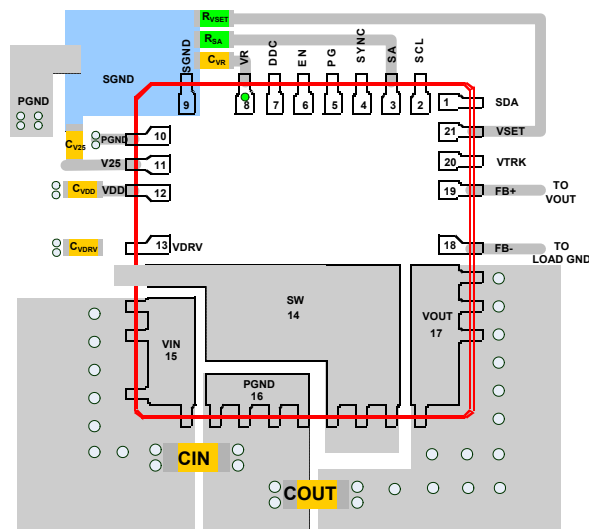 RVSET
RSA
CVR
SGND
PGND
SGND
VR
DDC
EN
PG
SYNC
SA
SCL
9
8
7
6
5
4
3
2
1
SDA
21
VSET
20
VTRK
19
FB+
TO
VOUT
18
FB-
TO
LOAD GND
CV25
PGND
10
V25
11
CVDD
VDD
12
CVDRV
13
VDRV
SW
14
VIN
15
PGND
16
VOUT
17
CIN
COUT